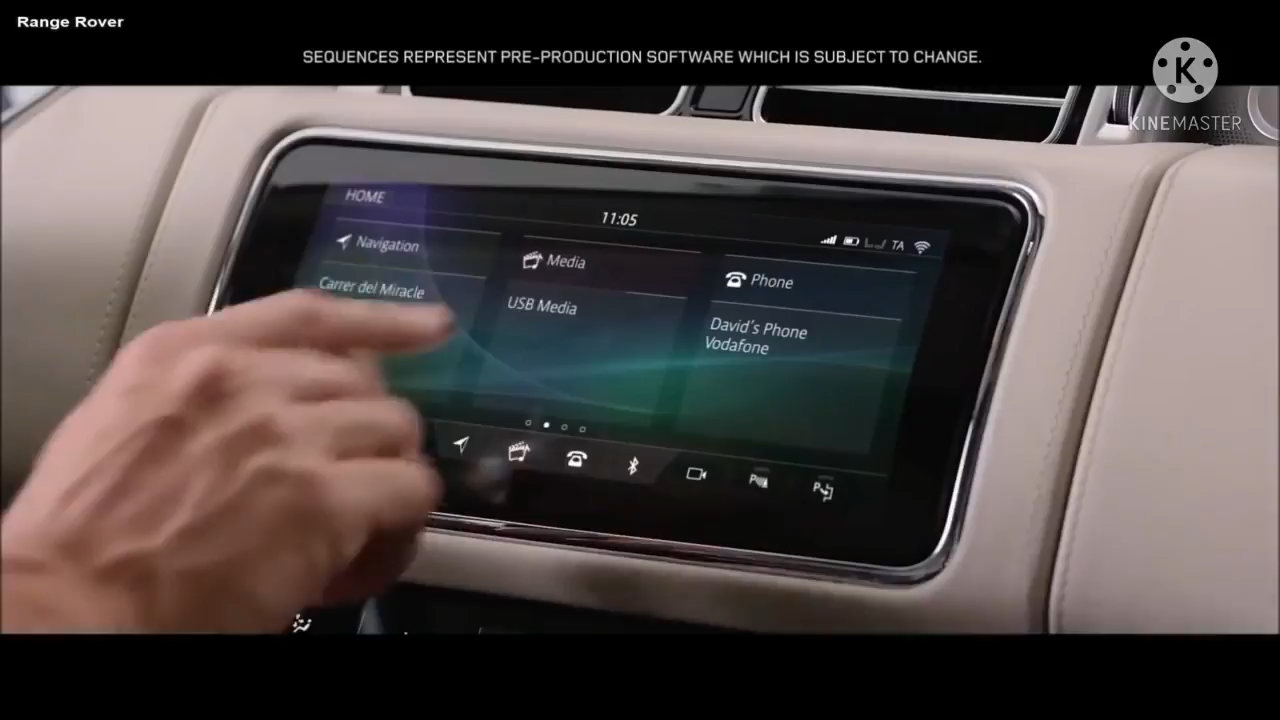 Range Rover
SEQUENCES REPRESENT PRE-PRODUCTION SOFTWARE WHICH IS SUBJECT TO CHANGE.
K
KINEMASTER
HOME
11:05
TA
Navigation
Media
Phone
Carrer del Miracle
USB Media
David's Phone
Vodafone
P
P